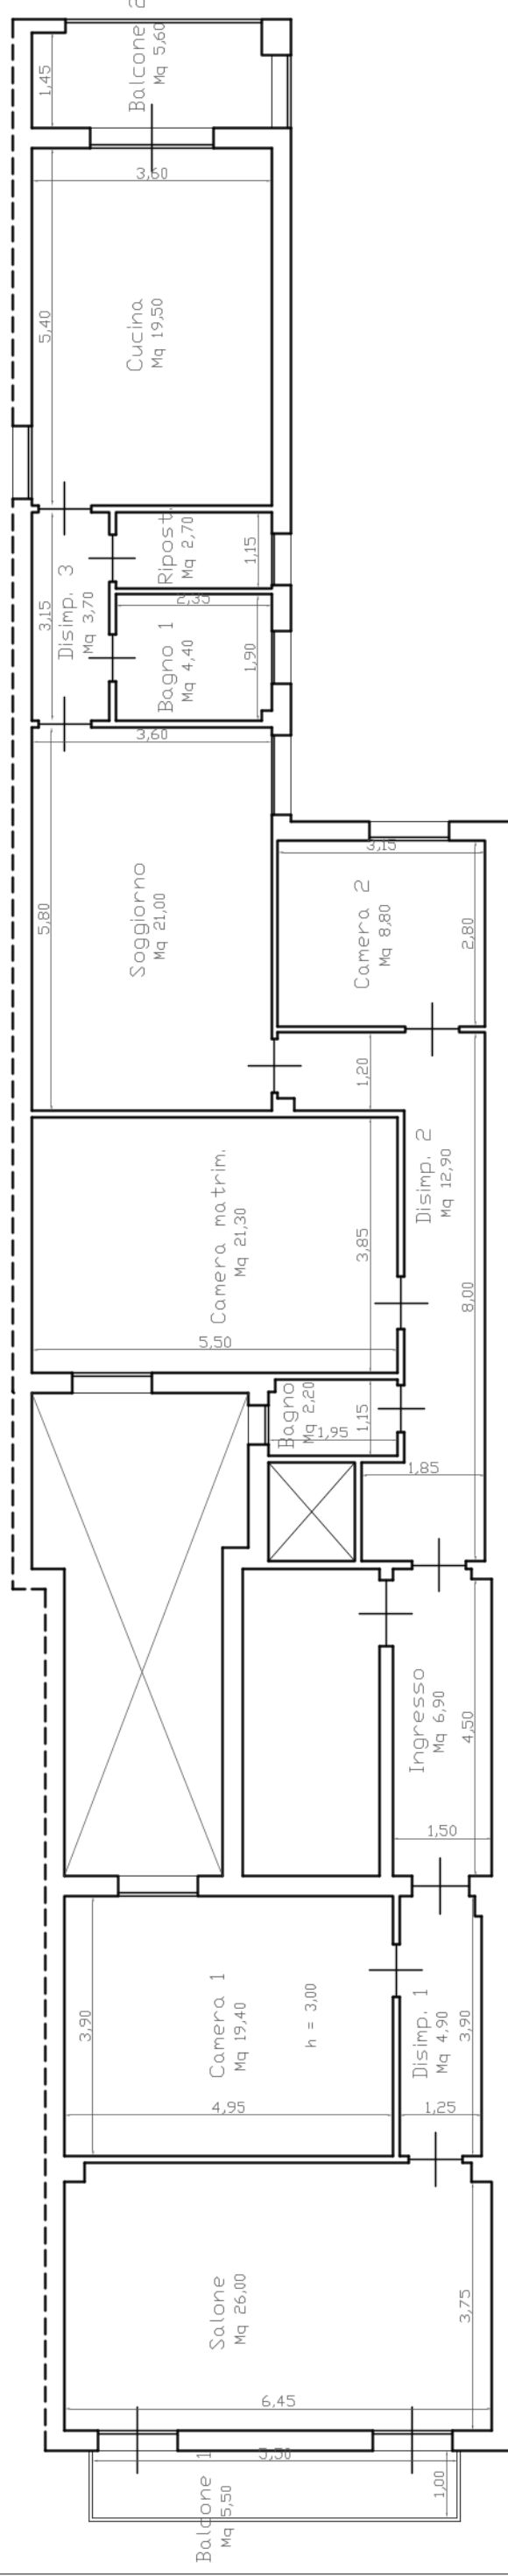 Balcone 2
Mq 5,60
1,45
3,60
Cucina
Mq 19,50
5,40
Ripost.
Mq 2,70
1,15
Disimp. 3
Mq 3,70
3,15
2,35
Bagno 1
Mq 4,40
1,90
3,60
Soggiorno
Mq 21,00
5,80
3,15
Camera 2
Mq 8,80
2,80
1,20
Disimp. 2
Mq 12,90
8,00
Camera matrim.
Mq 21,30
3,85
5,50
Bagno
Mq 2,20
1,15
1,95
1,85
Ingresso
Mq 6,90
4,50
1,50
Camera 1
Mq 19,40
h = 3,00
3,90
4,95
Disimp. 1
Mq 4,90
3,90
1,25
Salone
Mq 26,00
3,75
6,45
5,50
Balcone 1
Mq 5,50
1,00